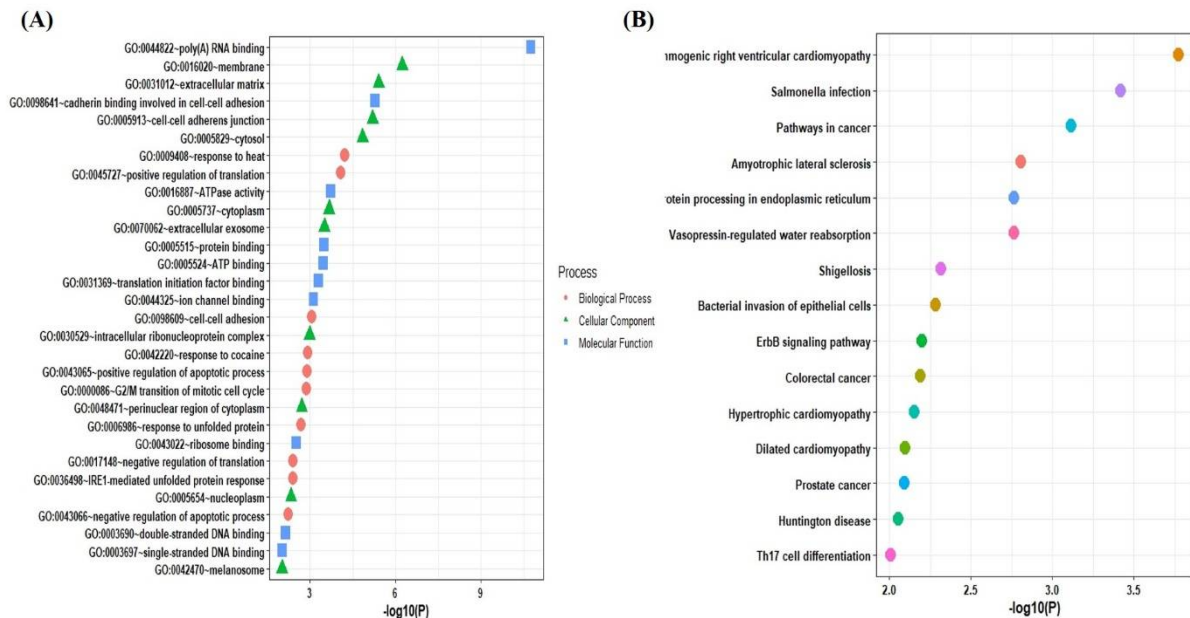 (A)
GO:0044822~poly(A) RNA binding
GO:0016020~membrane
GO:0031012~extracellular matrix
GO:0098641~cadherin binding involved in cell-cell adhesion
GO:0005913~cell-cell adherens junction
GO:0005829~cytosol
GO:0009408~response to heat
GO:0045727~positive regulation of translation
GO:0016887~ATPase activity
GO:0005737~cytoplasm
GO:0070062~extracellular exosome
GO:0005515~protein binding
GO:0005524~ATP binding
GO:0031369~translation initiation factor binding
GO:0044325~ion channel binding
GO:0098609~cell-cell adhesion
GO:0030529~intracellular ribonucleoprotein complex
GO:0042220~response to cocaine
GO:0043065~positive regulation of apoptotic process
GO:0000086~G2/M transition of mitotic cell cycle
GO:0048471~perinuclear region of cytoplasm
GO:0006986~response to unfolded protein
GO:0043022~ribosome binding
GO:0017148~negative regulation of translation
GO:0036498~IRE1-mediated unfolded protein response
GO:0005654~nucleoplasm
GO:0043066~negative regulation of apoptotic process
GO:0003690~double-stranded DNA binding
GO:0003697~single-stranded DNA binding
GO:0042470~melanosome
3 6 9
-log10(P)
Process
Biological Process
Cellular Component
Molecular Function
(B)
mogenic right ventricular cardiomyopathy
Salmonella infection
Pathways in cancer
Amyotrophic lateral sclerosis
rotein processing in endoplasmic reticulum
Vasopressin-regulated water reabsorption
Shigellosis
Bacterial invasion of epithelial cells
ErbB signaling pathway
Colorectal cancer
Hypertrophic cardiomyopathy
Dilated cardiomyopathy
Prostate cancer
Huntington disease
Th17 cell differentiation
2.0 2.5 3.0 3.5
-log10(P)